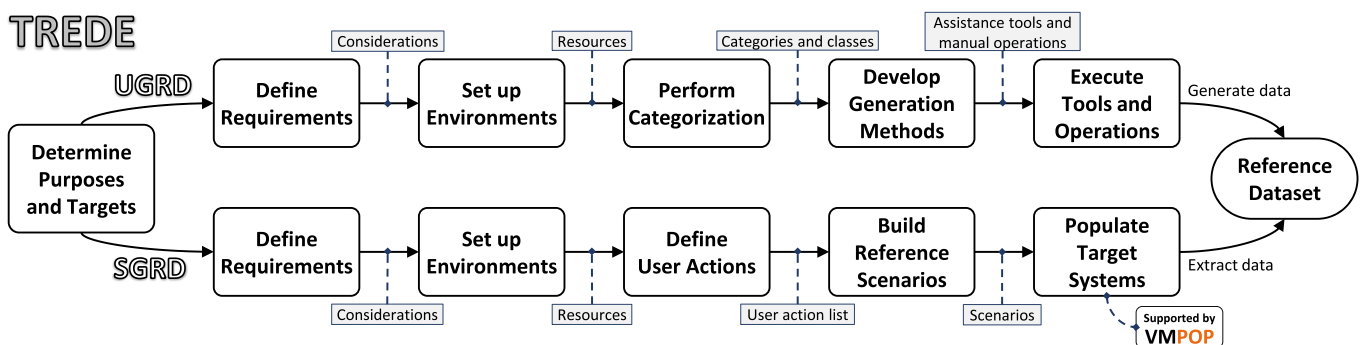 TREDE
Considerations
Resources
Categories and classes
Assistance tools and
manual operations
UGRD
Define
Requirements
Set up
Environments
Perform
Categorization
Develop
Generation
Methods
Execute
Tools and
Operations
Generate data
Determine
Purposes
and Targets
Reference
Dataset
SGRD
Define
Requirements
Set up
Environments
Define
User Actions
Build
Reference
Scenarios
Populate
Target
Systems
Extract data
Considerations
Resources
User action list
Scenarios
Supported by
VMPOP